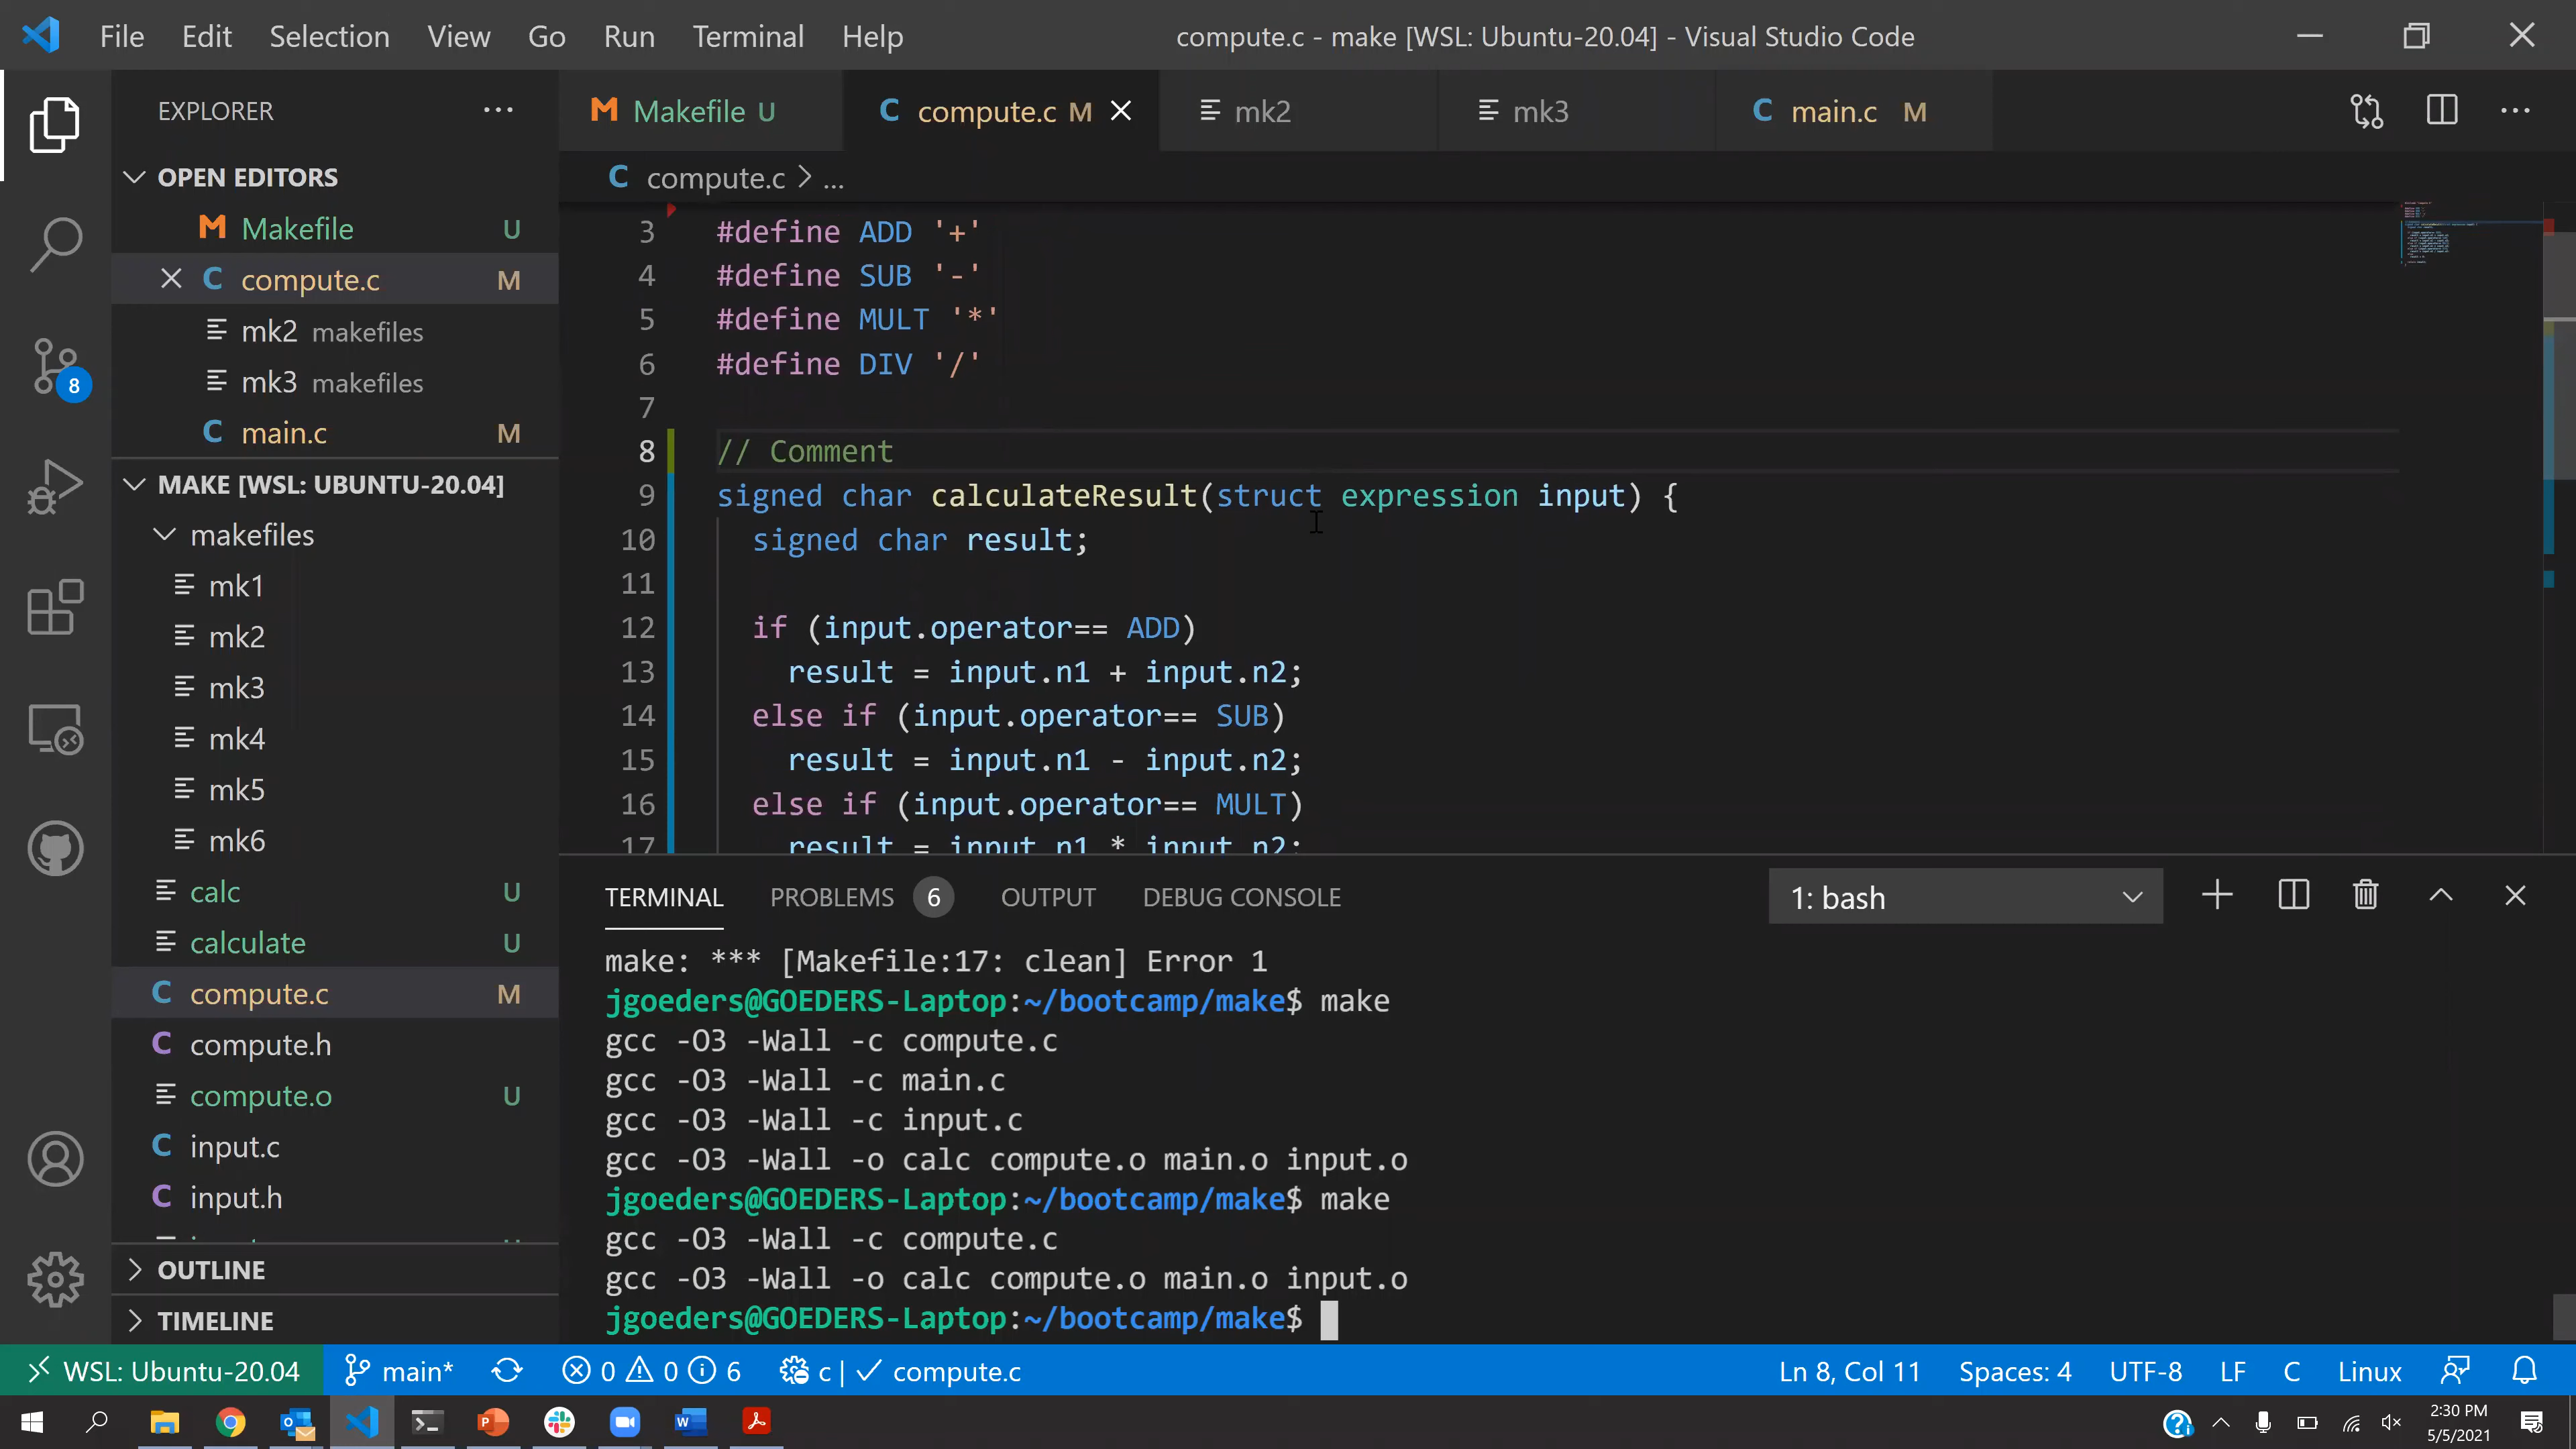 File Edit Selection View Go Run Terminal Help
compute.c - make [WSL: Ubuntu-20.04] - Visual Studio Code
EXPLORER
OPEN EDITORS
M Makefile U
C compute.c M
mk2 makefiles
mk3 makefiles
C main.c M
8
MAKE [WSL: UBUNTU-20.04]
makefiles
mk1
mk2
mk3
mk4
mk5
mk6
calc U
calculate U
C compute.c M
C compute.h
compute.o U
C input.c
C input.h
OUTLINE
TIMELINE
M Makefile U C compute.c M mk2 mk3 C main.c M
C compute.c > ...
3 #define ADD '+'
4 #define SUB '-'
5 #define MULT '*'
6 #define DIV '/'
7
8 // Comment
9 signed char calculateResult(struct expression input) {
10 signed char result;
11
12 if (input.operator== ADD)
13 result = input.n1 + input.n2;
14 else if (input.operator== SUB)
15 result = input.n1 - input.n2;
16 else if (input.operator== MULT)
17 result = input.n1 * input.n2;
TERMINAL PROBLEMS 6 OUTPUT DEBUG CONSOLE 1: bash
make: *** [Makefile:17: clean] Error 1
jgoeders@GOEDERS-Laptop:~/bootcamp/make$ make
gcc -O3 -Wall -c compute.c
gcc -O3 -Wall -c main.c
gcc -O3 -Wall -c input.c
gcc -O3 -Wall -o calc compute.o main.o input.o
jgoeders@GOEDERS-Laptop:~/bootcamp/make$ make
gcc -O3 -Wall -c compute.c
gcc -O3 -Wall -o calc compute.o main.o input.o
jgoeders@GOEDERS-Laptop:~/bootcamp/make$
WSL: Ubuntu-20.04 main* 0 0 6 c | ✓ compute.c Ln 8, Col 11 Spaces: 4 UTF-8 LF C Linux
2:30 PM
5/5/2021